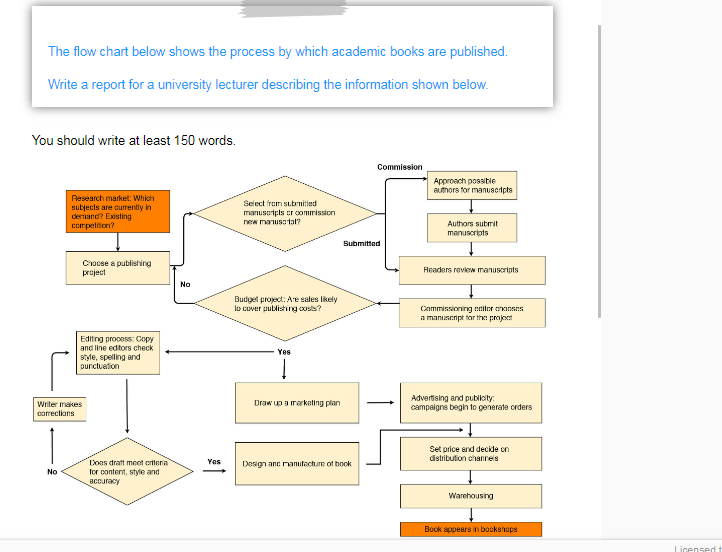 The flow chart below shows the process by which academic books are published.
Write a report for a university lecturer describing the information shown below.
You should write at least 150 words.
Commission
Approach possible
authors for manuscripts
Research market: Which
subjects are currently in
demand? Existing
competition?
Select from submitted
manuscripts or commission
new manuscript?
Authors submit
manuscripts
Submitted
Choose a publishing
project
Readers review manuscripts
No
Budget project: Are sales likely
to cover publishing costs?
Commissioning editor chooses
a manuscript for the project
Editing process: Copy
and line editors check
style, spelling and
punctuation
Yes
Writer makes
corrections
Draw up a marketing plan
Advertising and publicity:
campaigns begin to generate orders
Does draft meet criteria
for content, style and
accuracy
No
Yes
Design and manufacture of book
Set price and decide on
distribution channels
Warehousing
Book appears in bookshops
Licensed